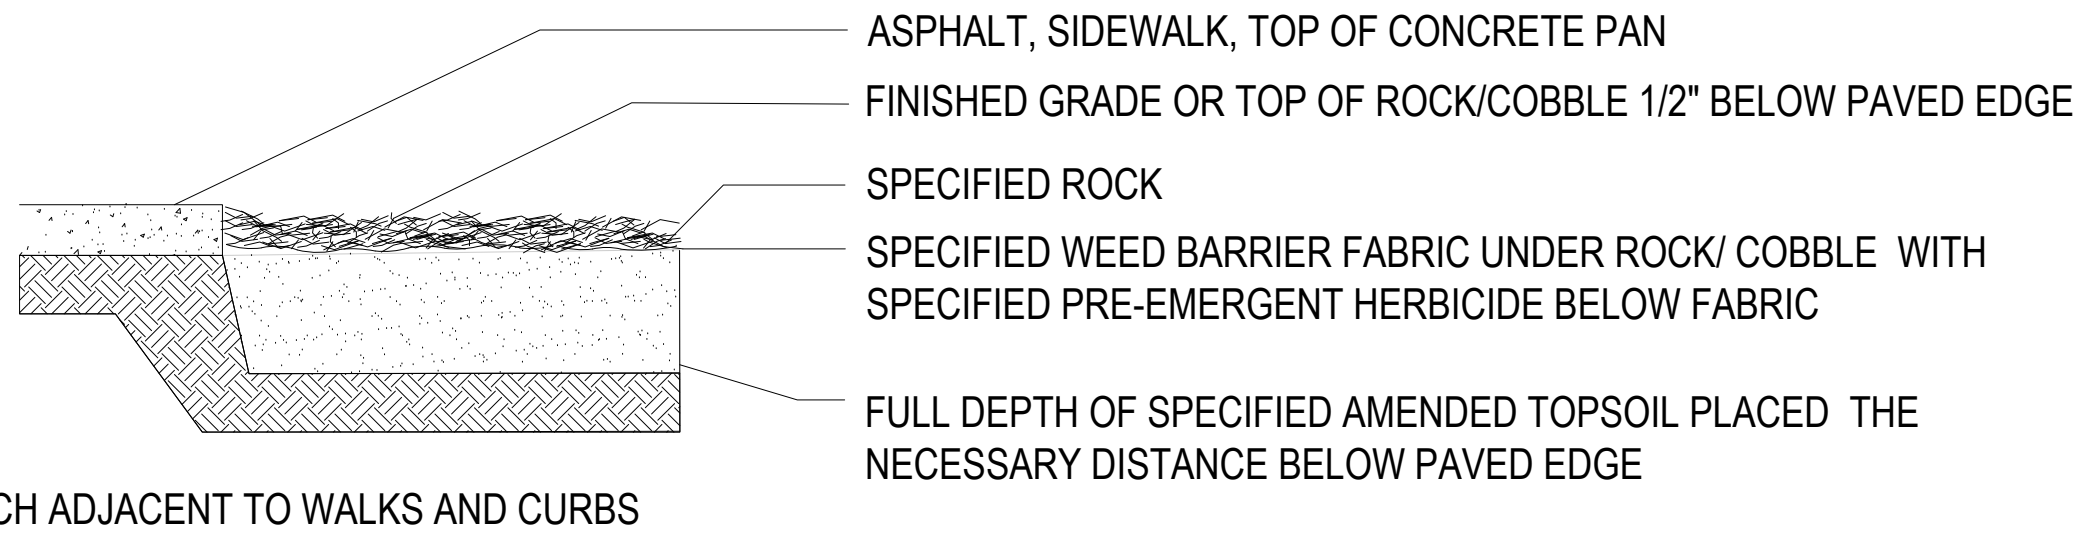 ASPHALT, SIDEWALK, TOP OF CONCRETE PAN
FINISHED GRADE OR TOP OF ROCK/COBBLE 1/2" BELOW PAVED EDGE
SPECIFIED ROCK
SPECIFIED WEED BARRIER FABRIC UNDER ROCK/ COBBLE WITH
SPECIFIED PRE-EMERGENT HERBICIDE BELOW FABRIC
FULL DEPTH OF SPECIFIED AMENDED TOPSOIL PLACED THE
NECESSARY DISTANCE BELOW PAVED EDGE
ADJACENT TO WALKS AND CURBS